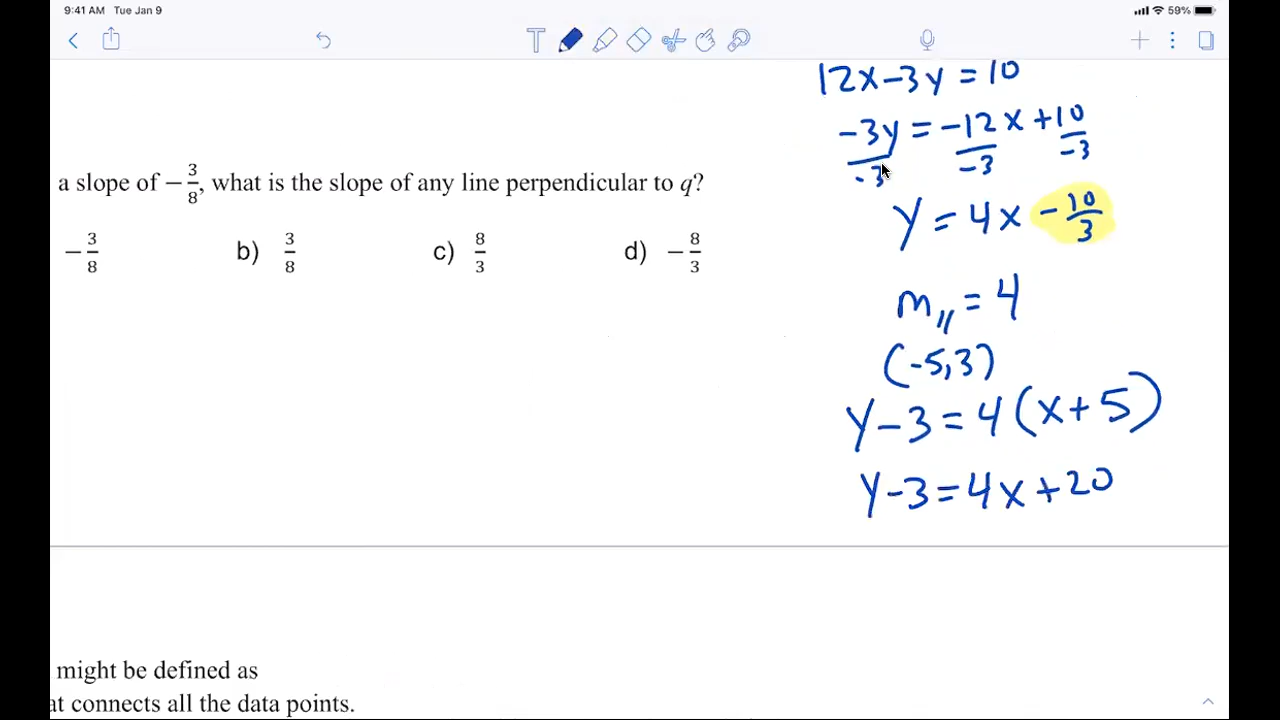 9:41 AM Tue Jan 9
59%
12x-3y=10
-3y = -12x +10
-3 -3 -3
a slope of −3/8, what is the slope of any line perpendicular to q?
y = 4x - 10/3
−3/8 b) 3/8 c) 8/3 d) −8/3
m// = 4
(-5,3)
y-3=4(x+5)
y-3=4x+20
might be defined as
at connects all the data points.